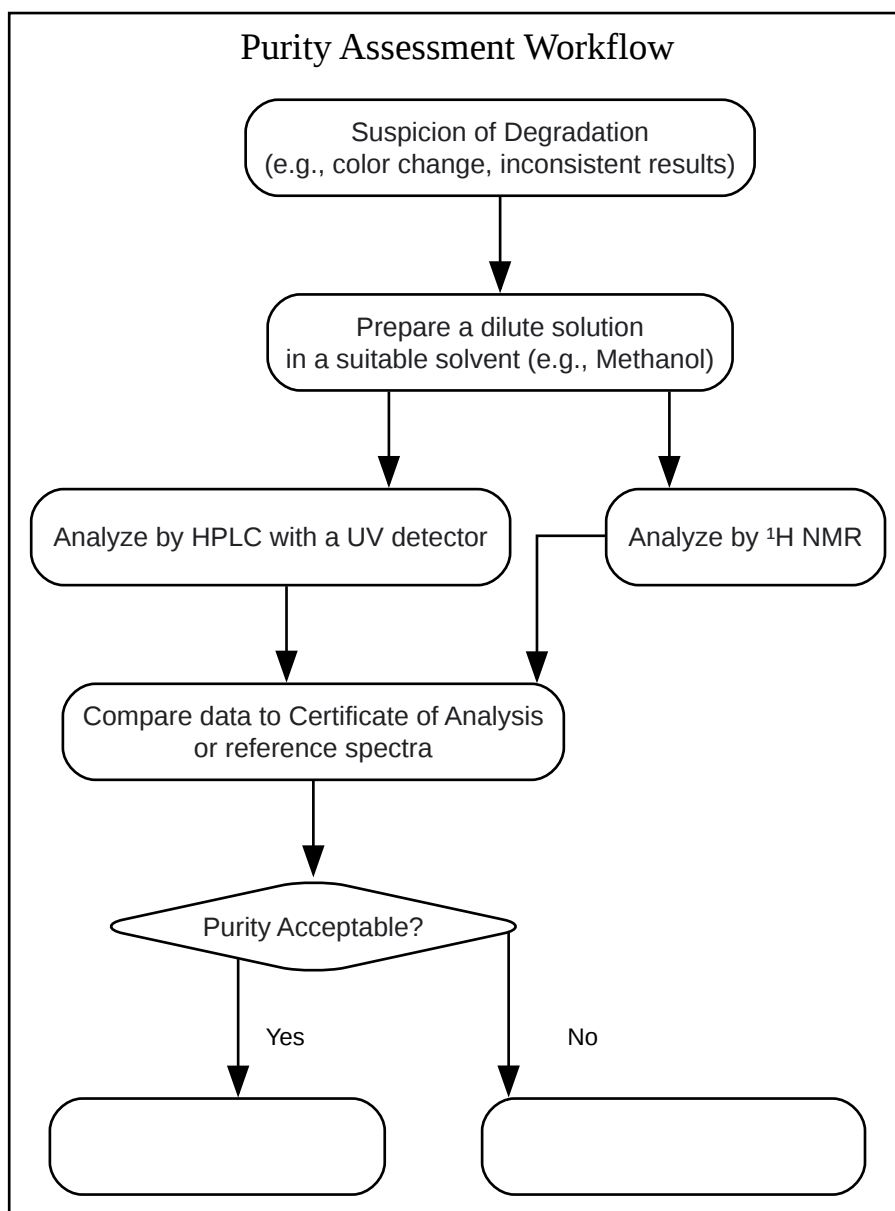 Purity Assessment Workflow
Suspicion of Degradation
(e.g., color change, inconsistent results)
Prepare a dilute solution
in a suitable solvent (e.g., Methanol)
Analyze by HPLC with a UV detector
Analyze by ¹H NMR
Compare data to Certificate of Analysis
or reference spectra
Purity Acceptable?
Yes
No